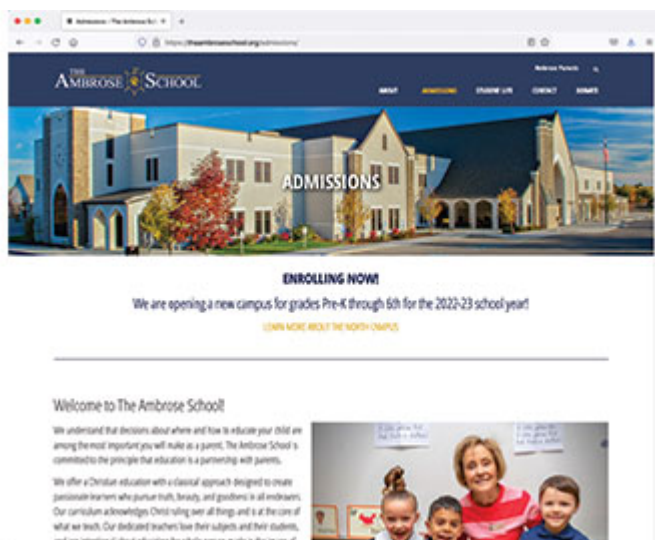 Admissions - The Ambrose Sch
https://theambroseschool.org/admissions/
THE
AMBROSE SCHOOL
Ambrose Parents
ABOUT ADMISSIONS STUDENT LIFE CONTACT DONATE
ADMISSIONS
ENROLLING NOW!
We are opening a new campus for grades Pre-K through 6th for the 2022-23 school year!
LEARN MORE ABOUT THE NORTH CAMPUS
Welcome to The Ambrose School!
We understand that decisions about where and how to educate your child are
among the most important you will make as a parent. The Ambrose School is
committed to the principle that education is a partnership with parents.
We offer a Christian education with a classical approach designed to create
passionate learners who pursue truth, beauty, and goodness in all endeavors.
Our curriculum acknowledges Christ ruling over all things and is at the core of
what we teach. Our dedicated teachers love their subjects and their students,